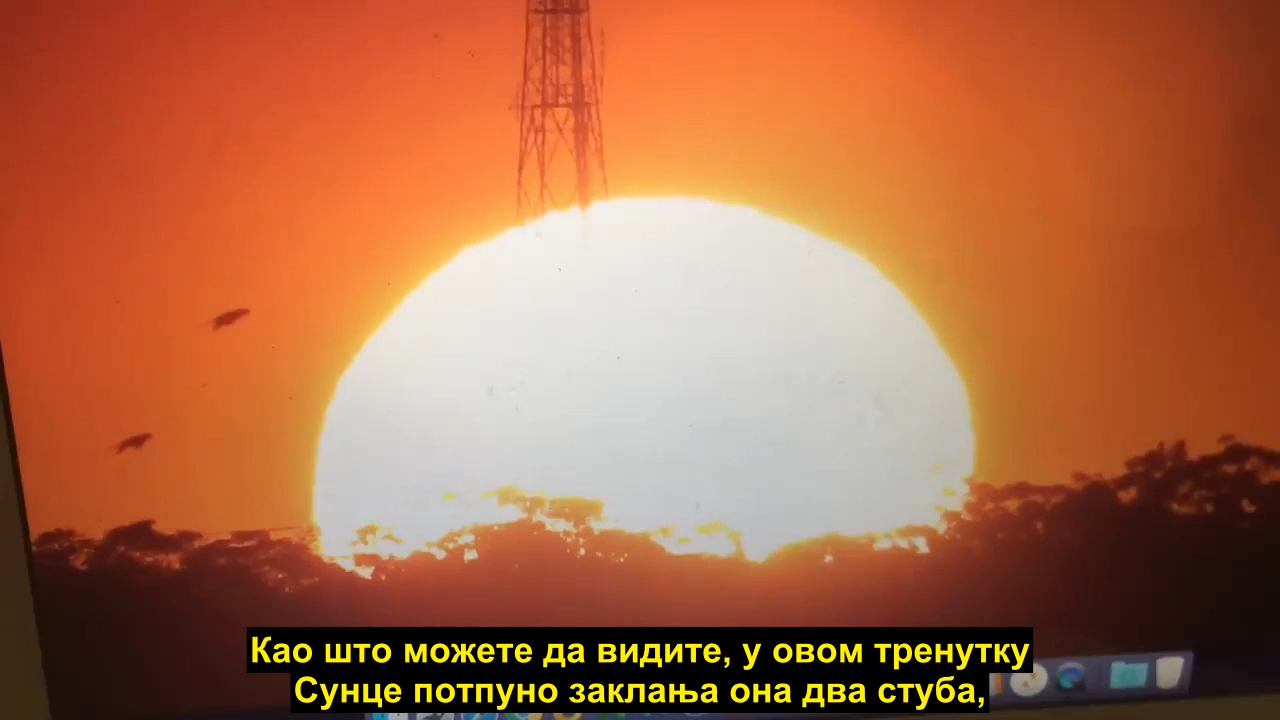 Као што можете да видите, у овом тренутку
Сунце потпуно заклања она два стуба,